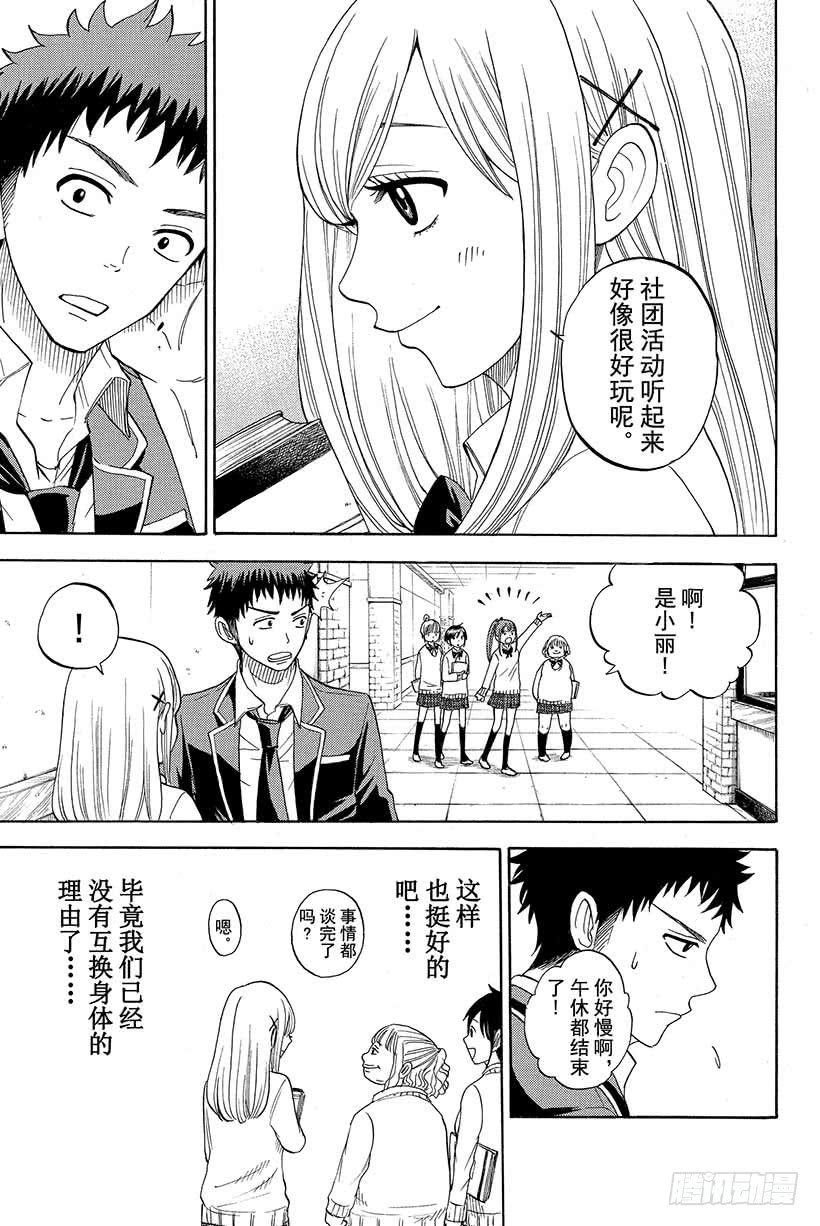 社团活动听起来
好像很好玩呢。
啊！
是小丽！
！
你好慢啊，
午休都结束
了！
这样
也挺好的
吧……
事情都
谈完了
吗？
嗯。
毕竟我们已经
没有互换身体的
理由了……
腾讯动漫